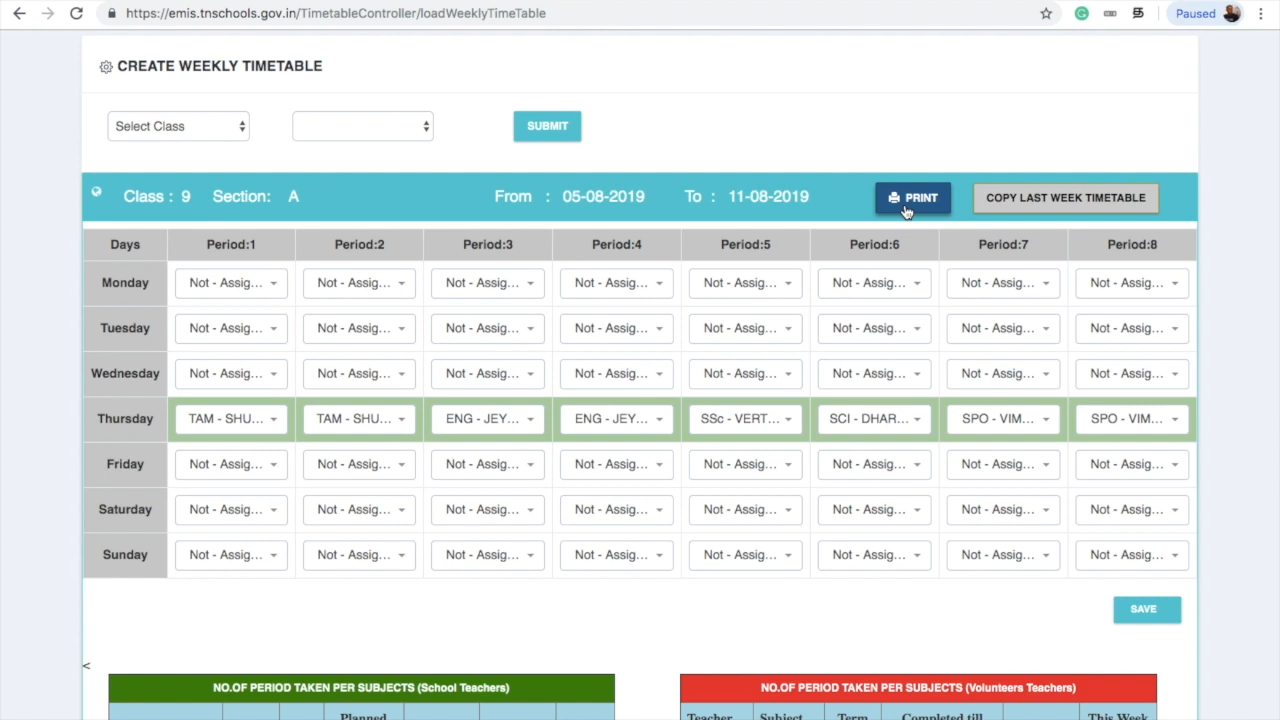 https://emis.tnschools.gov.in/TimetableController/loadWeeklyTimeTable
Paused
CREATE WEEKLY TIMETABLE
Select Class
SUBMIT
Class : 9 Section: A From : 05-08-2019 To : 11-08-2019 PRINT COPY LAST WEEK TIMETABLE
Days Period:1 Period:2 Period:3 Period:4 Period:5 Period:6 Period:7 Period:8
Monday Not - Assig... Not - Assig... Not - Assig... Not - Assig... Not - Assig... Not - Assig... Not - Assig... Not - Assig...
Tuesday Not - Assig... Not - Assig... Not - Assig... Not - Assig... Not - Assig... Not - Assig... Not - Assig... Not - Assig...
Wednesday Not - Assig... Not - Assig... Not - Assig... Not - Assig... Not - Assig... Not - Assig... Not - Assig... Not - Assig...
Thursday TAM - SHU... TAM - SHU... ENG - JEY... ENG - JEY... SSc - VERT... SCI - DHAR... SPO - VIM... SPO - VIM...
Friday Not - Assig... Not - Assig... Not - Assig... Not - Assig... Not - Assig... Not - Assig... Not - Assig... Not - Assig...
Saturday Not - Assig... Not - Assig... Not - Assig... Not - Assig... Not - Assig... Not - Assig... Not - Assig... Not - Assig...
Sunday Not - Assig... Not - Assig... Not - Assig... Not - Assig... Not - Assig... Not - Assig... Not - Assig... Not - Assig...
SAVE
<
NO.OF PERIOD TAKEN PER SUBJECTS (School Teachers) NO.OF PERIOD TAKEN PER SUBJECTS (Volunteers Teachers)
Planned Teacher Subject Term Completed till This Week